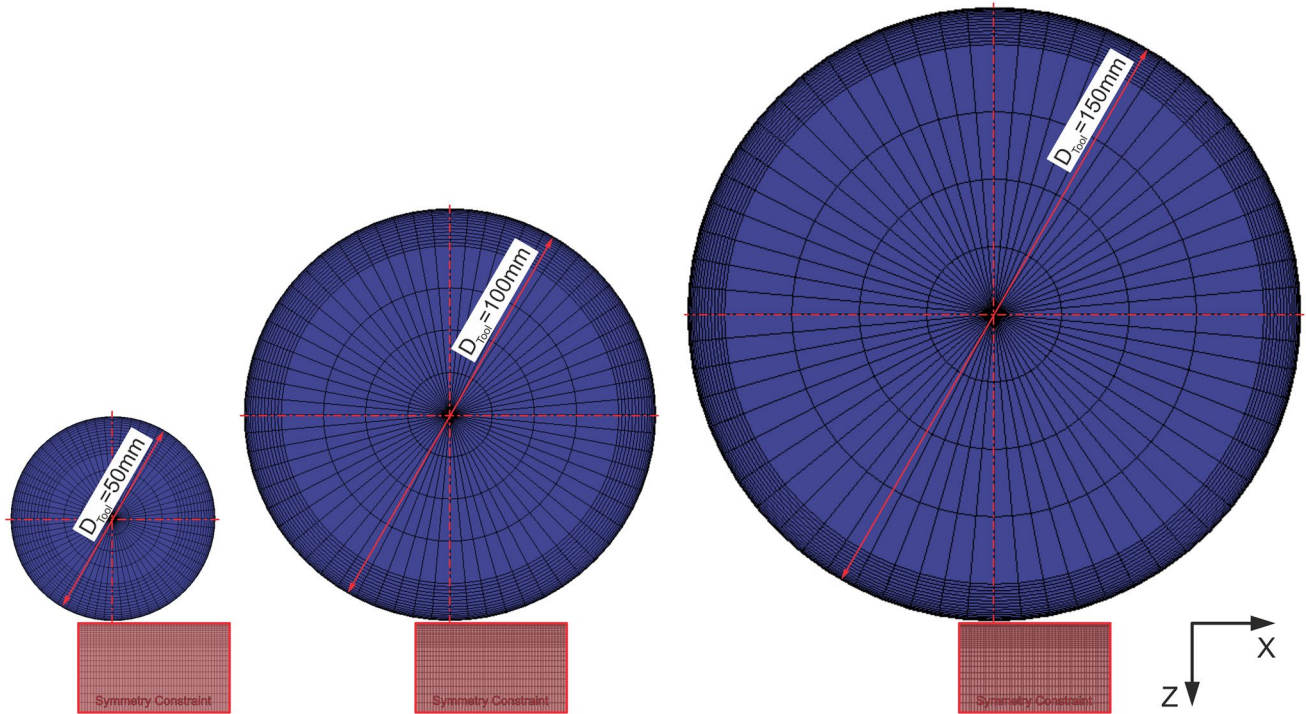 D_Tool=50mm
D_Tool=100mm
D_Tool=150mm
Symmetry Constraint
Symmetry Constraint
Symmetry Constraint
X
Z